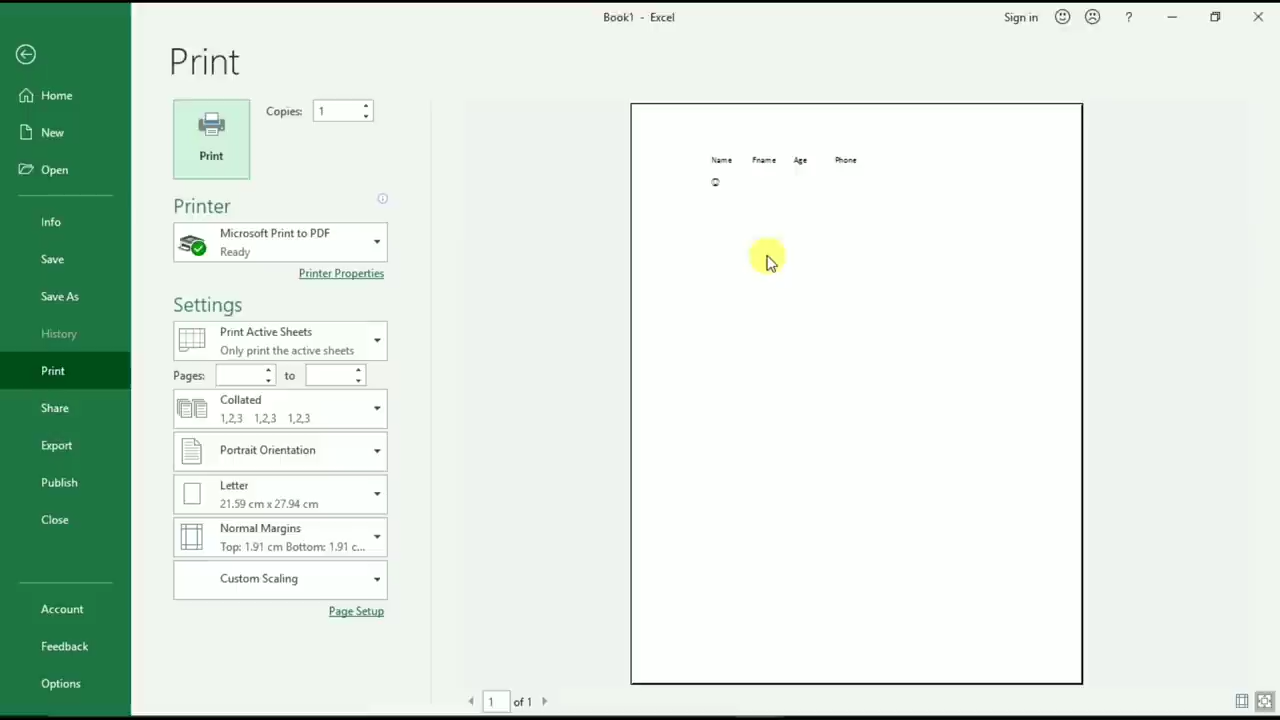 Book1 - Excel
Sign in
?
Print
Home
New
Open
Info
Save
Save As
History
Print
Share
Export
Publish
Close
Account
Feedback
Options
Print
Copies: 1
Printer
Microsoft Print to PDF
Ready
Printer Properties
Settings
Print Active Sheets
Only print the active sheets
Pages: to
Collated
1,2,3 1,2,3 1,2,3
Portrait Orientation
Letter
21.59 cm x 27.94 cm
Normal Margins
Top: 1.91 cm Bottom: 1.91 c...
Custom Scaling
Page Setup
Name Fname Age Phone
1 of 1